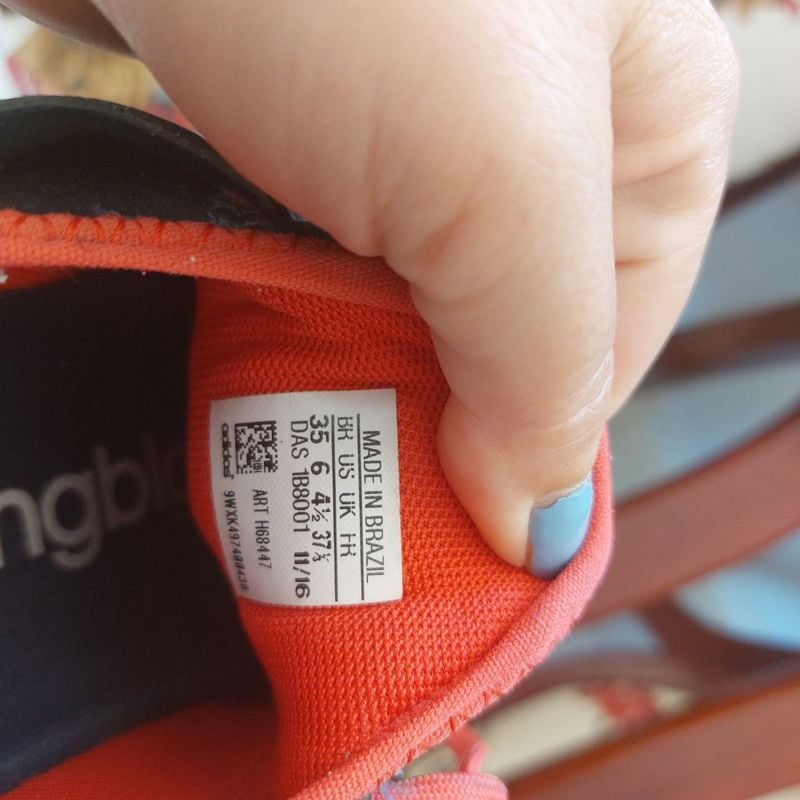 MADE IN BRAZIL
BR US UK FR
35 6 4½ 37⅓
DAS 1B8001 11/16
ART H68447
adidas
ngbl